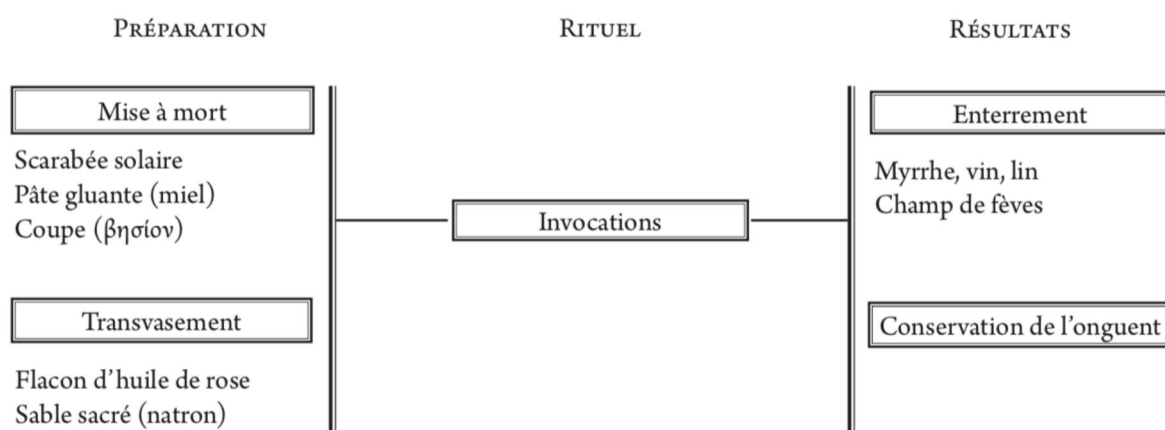 PRÉPARATION
RITUEL
RÉSULTATS
Mise à mort
Scarabée solaire
Pâte gluante (miel)
Coupe (βησίον)
Transvasement
Flacon d'huile de rose
Sable sacré (natron)
Invocations
Enterrement
Myrrhe, vin, lin
Champ de fèves
Conservation de l'onguent